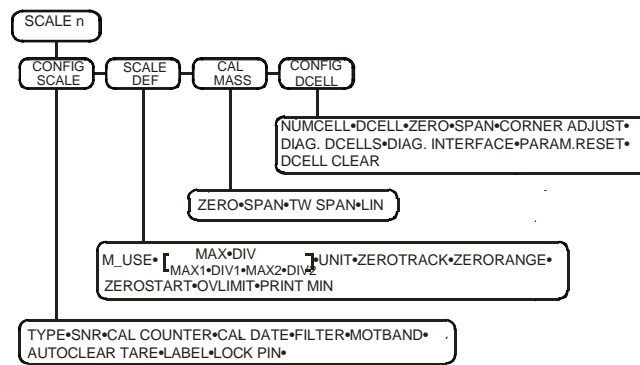 SCALE n
CONFIG
SCALE
SCALE
DEF
CAL
MASS
CONFIG
DCELL
NUMCELL•DCELL•ZERO•SPAN•CORNER ADJUST•
DIAG. DCELLS•DIAG. INTERFACE•PARAM.RESET•
DCELL CLEAR
ZERO•SPAN•TW SPAN•LIN
M_USE•[MAX•DIV
MAX1•DIV1•MAX2•DIV2]•UNIT•ZEROTRACK•ZERORANGE•
ZEROSTART•OVLIMIT•PRINT MIN
TYPE•SNR•CAL COUNTER•CAL DATE•FILTER•MOTBAND•
AUTOCLEAR TARE•LABEL•LOCK PIN•